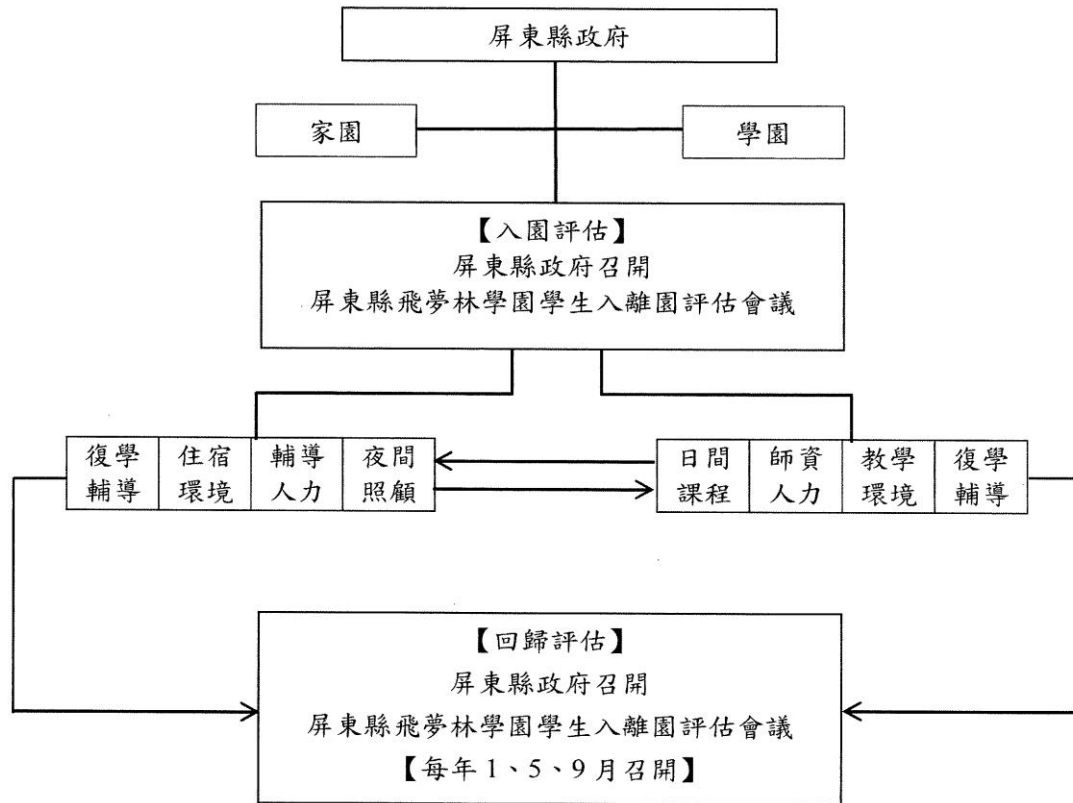 屏東縣政府
家園
學園
【入園評估】
屏東縣政府召開
屏東縣飛夢林學園學生入離園評估會議
復學
輔導
住宿
環境
輔導
人力
夜間
照顧
日間
課程
師資
人力
教學
環境
復學
輔導
【回歸評估】
屏東縣政府召開
屏東縣飛夢林學園學生入離園評估會議
【每年 1、5、9 月召開】